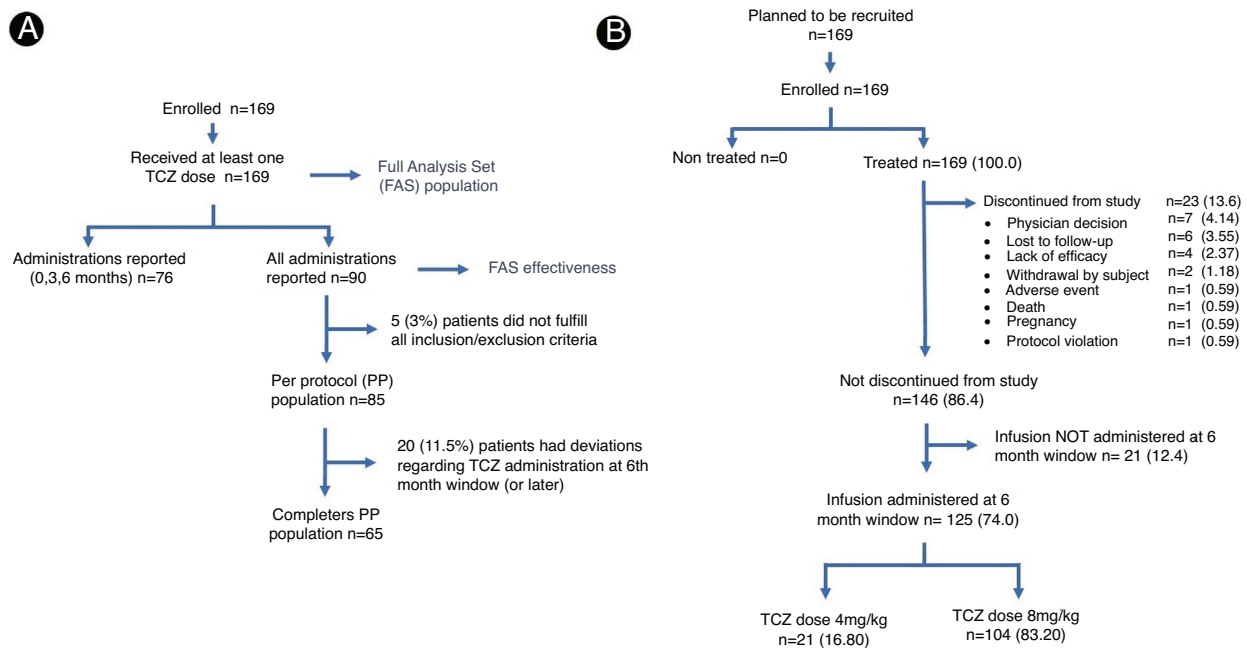 A
Enrolled n=169
Received at least one
TCZ dose n=169
Full Analysis Set
(FAS) population
Administrations reported
(0,3,6 months) n=76
All administrations
reported n=90
FAS effectiveness
5 (3%) patients did not fulfill
all inclusion/exclusion criteria
Per protocol (PP)
population n=85
20 (11.5%) patients had deviations
regarding TCZ administration at 6th
month window (or later)
Completers PP
population n=65
B
Planned to be recruited
n=169
Enrolled n=169
Non treated n=0
Treated n=169 (100.0)
Discontinued from study n=23 (13.6)
• Physician decision n=7 (4.14)
• Lost to follow-up n=6 (3.55)
• Lack of efficacy n=4 (2.37)
• Withdrawal by subject n=2 (1.18)
• Adverse event n=1 (0.59)
• Death n=1 (0.59)
• Pregnancy n=1 (0.59)
• Protocol violation n=1 (0.59)
Not discontinued from study
n=146 (86.4)
Infusion NOT administered at 6
month window n= 21 (12.4)
Infusion administered at 6
month window n= 125 (74.0)
TCZ dose 4mg/kg
n=21 (16.80)
TCZ dose 8mg/kg
n=104 (83.20)